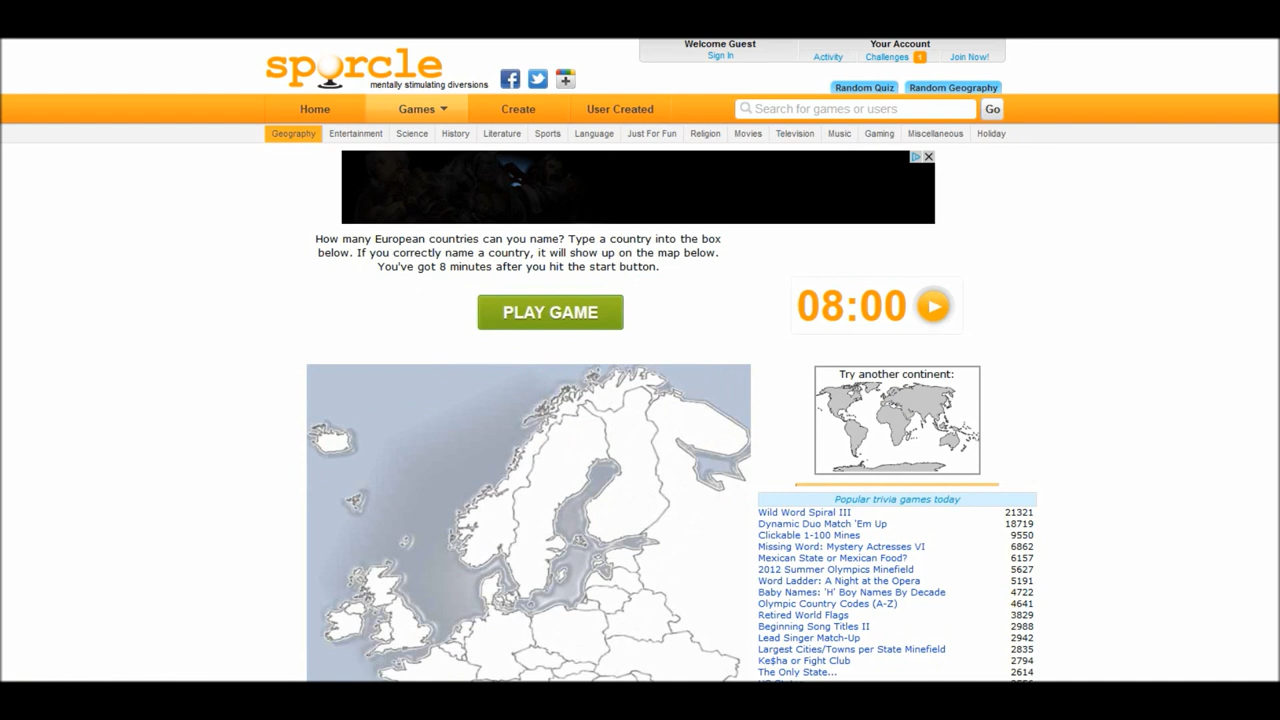 sporcle
mentally stimulating diversions
Welcome Guest
Sign In
Your Account
Activity
Challenges 1
Join Now!
Random Quiz
Random Geography
Home
Games
Create
User Created
Search for games or users
Go
Geography
Entertainment
Science
History
Literature
Sports
Language
Just For Fun
Religion
Movies
Television
Music
Gaming
Miscellaneous
Holiday
How many European countries can you name? Type a country into the box
below. If you correctly name a country, it will show up on the map below.
You've got 8 minutes after you hit the start button.
PLAY GAME
08:00
Try another continent:
Popular trivia games today
Wild Word Spiral III 21321
Dynamic Duo Match 'Em Up 18719
Clickable 1-100 Mines 9550
Missing Word: Mystery Actresses VI 6862
Mexican State or Mexican Food? 6157
2012 Summer Olympics Minefield 5627
Word Ladder: A Night at the Opera 5191
Baby Names: 'H' Boy Names By Decade 4722
Olympic Country Codes (A-Z) 4641
Retired World Flags 3829
Beginning Song Titles II 2988
Lead Singer Match-Up 2942
Largest Cities/Towns per State Minefield 2835
Ke$ha or Fight Club 2794
The Only State... 2614